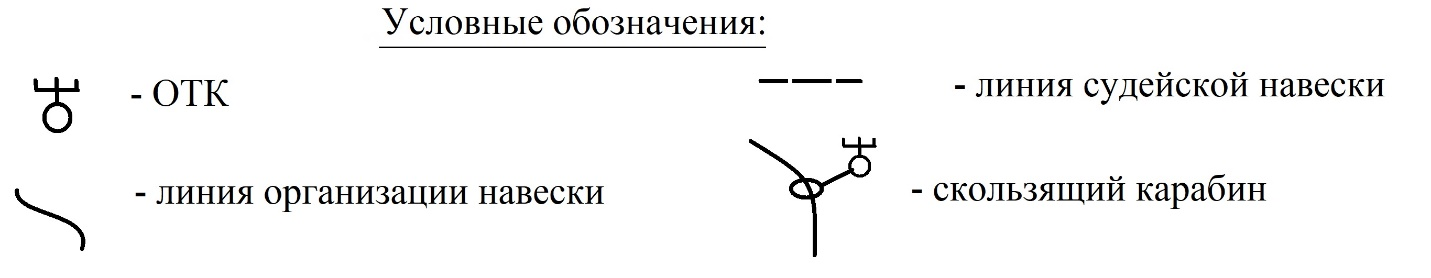 Условные обозначения:
- ОТК
- линия судейской навески
- линия организации навески
- скользящий карабин